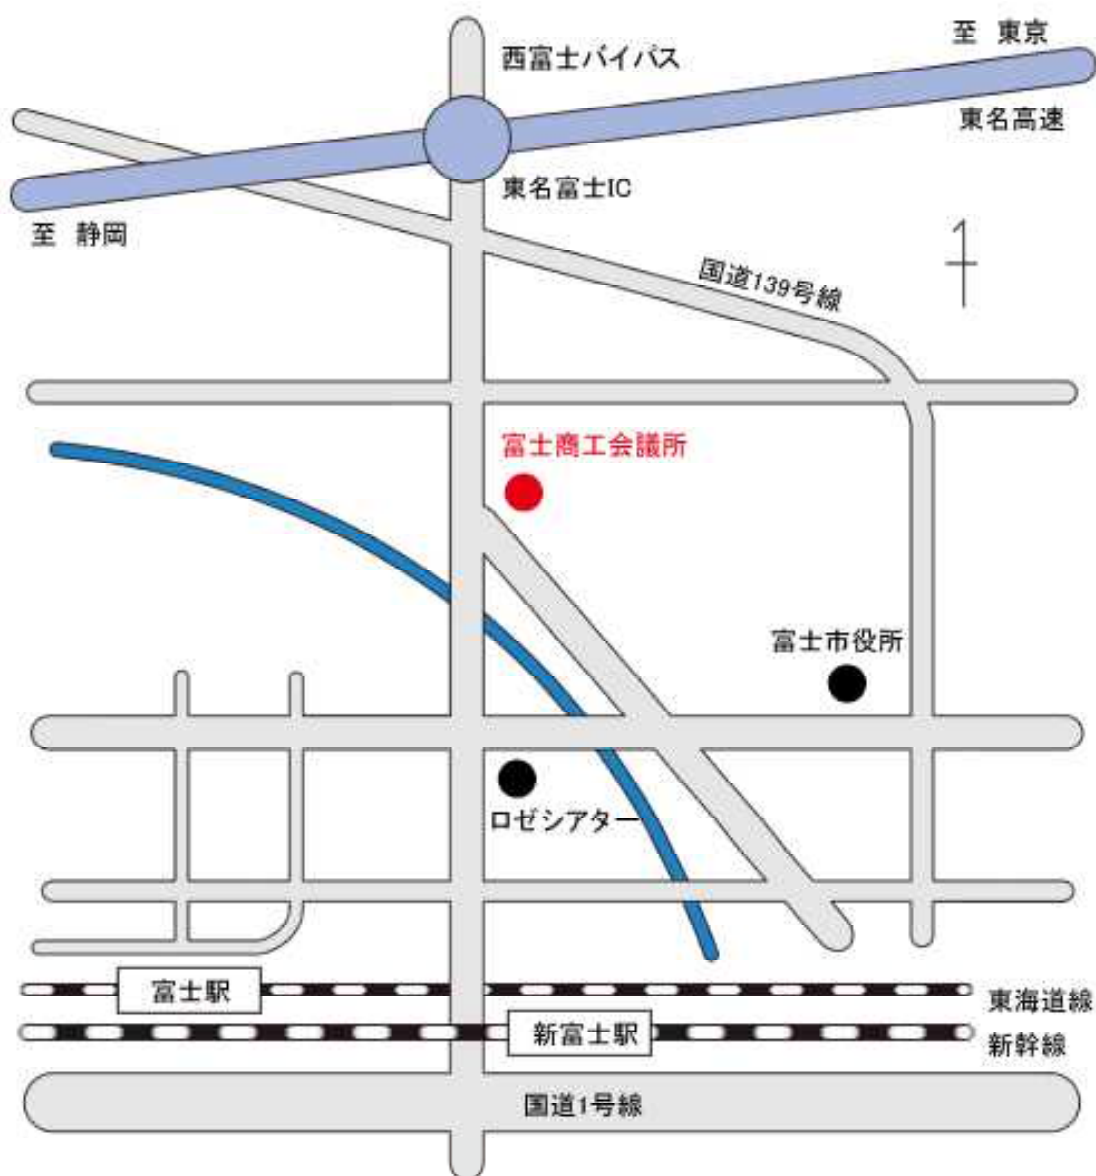 至 東京
西富士バイパス
東名高速
東名富士IC
至 静岡
国道139号線
富士商工会議所
富士市役所
ロゼシアター
富士駅
東海道線
新富士駅
新幹線
国道1号線